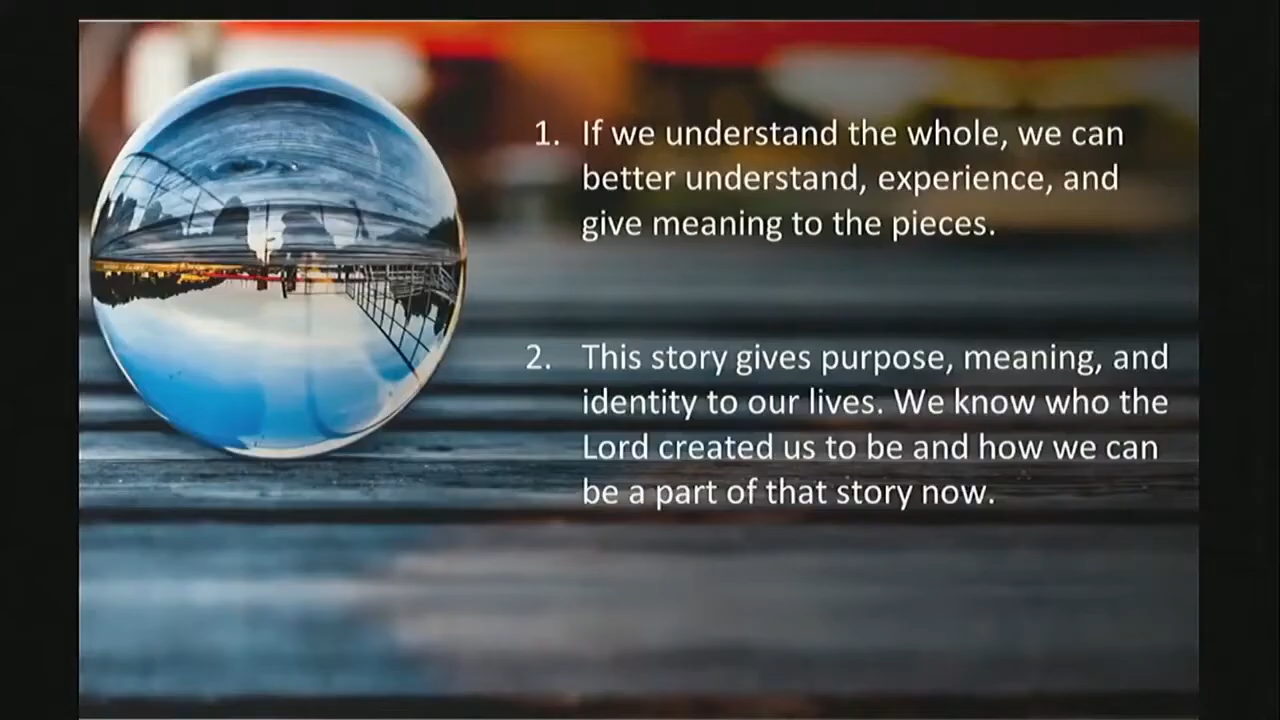 1. If we understand the whole, we can
better understand, experience, and
give meaning to the pieces.
2. This story gives purpose, meaning, and
identity to our lives. We know who the
Lord created us to be and how we can
be a part of that story now.